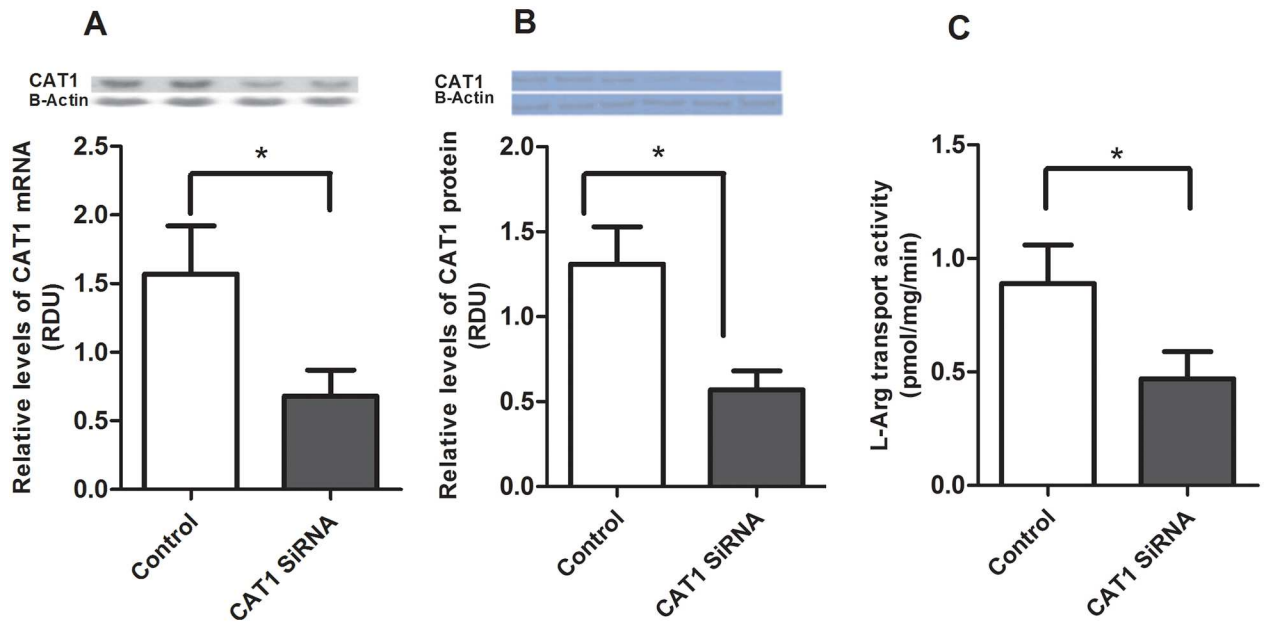 A
CAT1
B-Actin
Relative levels of CAT1 mRNA
(RDU)
2.5
2.0
1.5
1.0
0.5
0.0
*
Control
CAT1 SiRNA
B
CAT1
B-Actin
Relative levels of CAT1 protein
(RDU)
2.0
1.5
1.0
0.5
0.0
*
Control
CAT1 SiRNA
C
L-Arg transport activity
(pmol/mg/min)
1.5
1.0
0.5
0.0
*
Control
CAT1 SiRNA